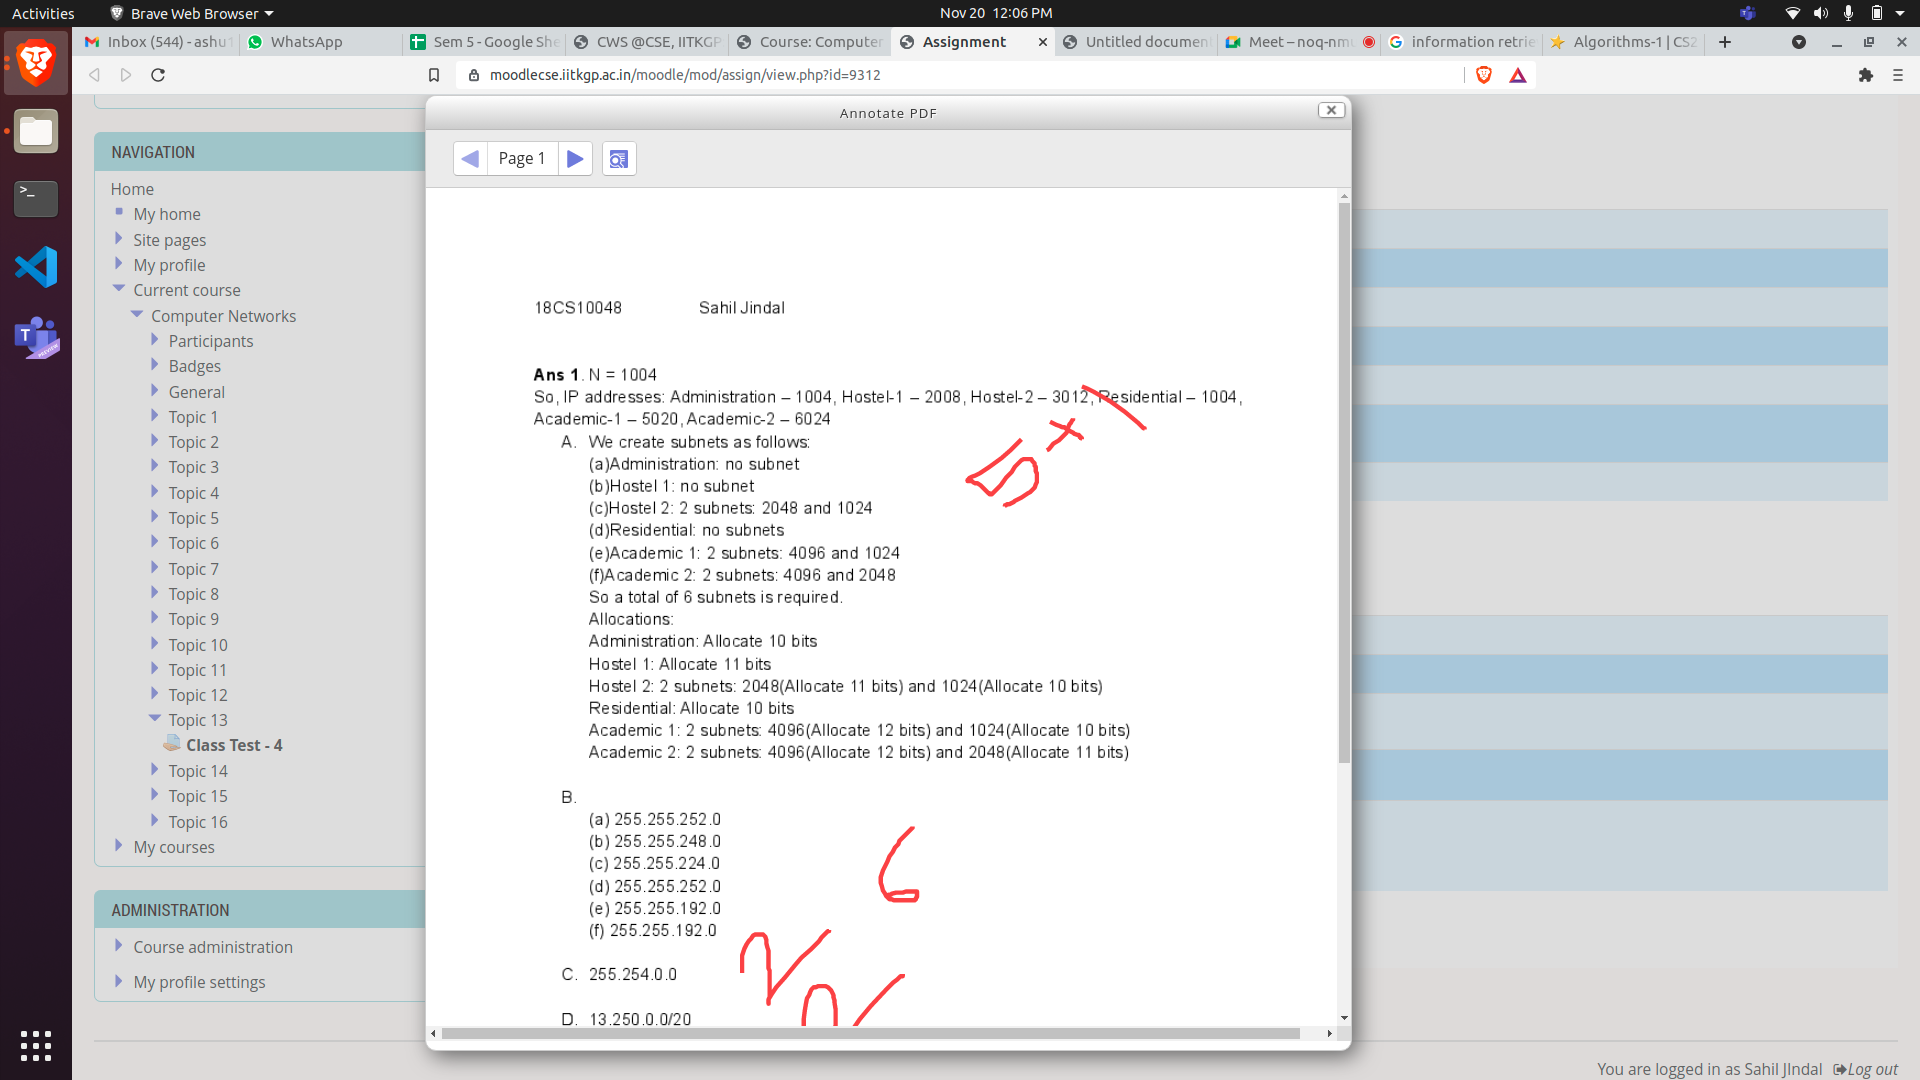 Activities
Brave Web Browser
Nov 20 12:06 PM
Inbox (544) - ashu1
WhatsApp
Sem 5 - Google She
CWS @CSE, IITKGP
Course: Computer
Assignment
Untitled documen
Meet – noq-nmu
information retrie
Algorithms-1 | CS2
moodlecse.iitkgp.ac.in/moodle/mod/assign/view.php?id=9312
NAVIGATION
Home
My home
Site pages
My profile
Current course
Computer Networks
Participants
Badges
General
Topic 1
Topic 2
Topic 3
Topic 4
Topic 5
Topic 6
Topic 7
Topic 8
Topic 9
Topic 10
Topic 11
Topic 12
Topic 13
Class Test - 4
Topic 14
Topic 15
Topic 16
My courses
ADMINISTRATION
Course administration
My profile settings
Annotate PDF
Page 1
18CS10048 Sahil Jindal
Ans 1. N = 1004
So, IP addresses: Administration – 1004, Hostel-1 – 2008, Hostel-2 – 3012, Residential – 1004,
Academic-1 – 5020, Academic-2 – 6024
A. We create subnets as follows:
(a)Administration: no subnet
(b)Hostel 1: no subnet
(c)Hostel 2: 2 subnets: 2048 and 1024
(d)Residential: no subnets
(e)Academic 1: 2 subnets: 4096 and 1024
(f)Academic 2: 2 subnets: 4096 and 2048
So a total of 6 subnets is required.
Allocations:
Administration: Allocate 10 bits
Hostel 1: Allocate 11 bits
Hostel 2: 2 subnets: 2048(Allocate 11 bits) and 1024(Allocate 10 bits)
Residential: Allocate 10 bits
Academic 1: 2 subnets: 4096(Allocate 12 bits) and 1024(Allocate 10 bits)
Academic 2: 2 subnets: 4096(Allocate 12 bits) and 2048(Allocate 11 bits)
B.
(a) 255.255.252.0
(b) 255.255.248.0
(c) 255.255.224.0
(d) 255.255.252.0
(e) 255.255.192.0
(f) 255.255.192.0
6
C. 255.254.0.0
D. 13.250.0.0/20
You are logged in as Sahil JIndal Log out